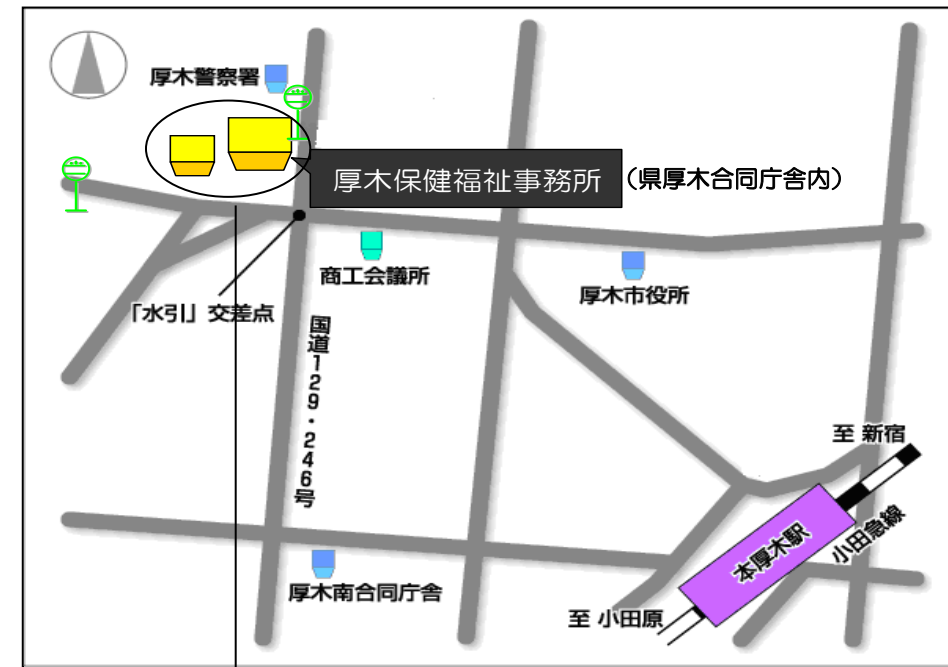 厚木警察署
厚木保健福祉事務所
(県厚木合同庁舎内)
商工会議所
厚木市役所
「水引」交差点
国道129・246号
至 新宿
小田急線
本厚木駅
厚木南合同庁舎
至 小田原